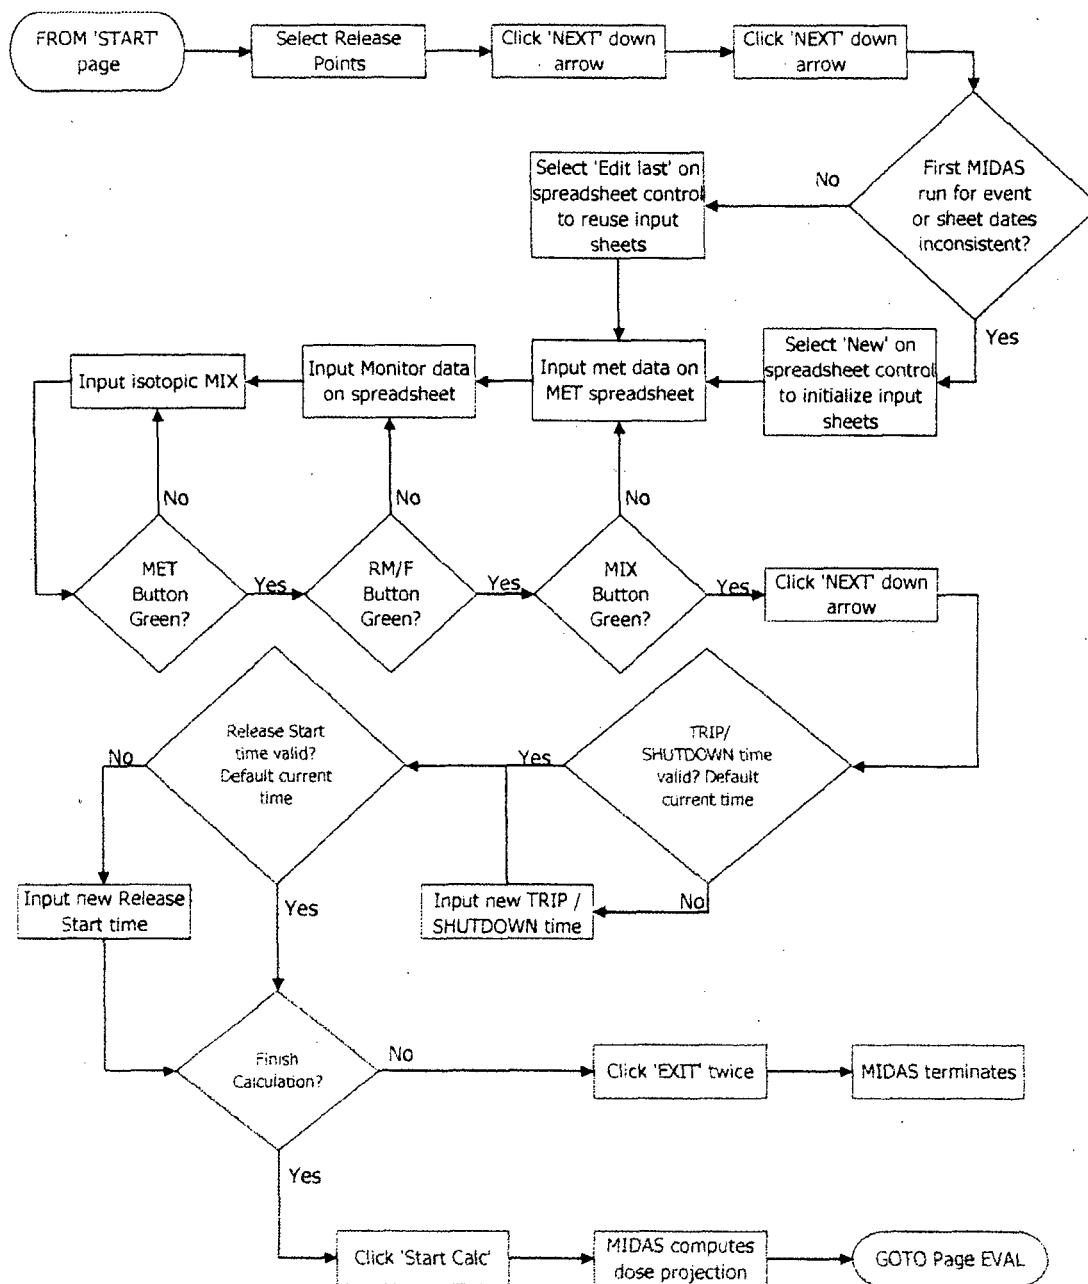 FROM 'START'
page
Select Release
Points
Click 'NEXT' down
arrow
Click 'NEXT' down
arrow
First MIDAS
run for event
or sheet dates
inconsistent?
No
Select 'Edit last' on
spreadsheet control
to reuse input
sheets
Yes
Select 'New' on
spreadsheet control
to initialize input
sheets
Input met data on
MET spreadsheet
Input Monitor data
on spreadsheet
Input isotopic MIX
No
No
No
MET
Button
Green?
Yes
RM/F
Button
Green?
Yes
MIX
Button
Green?
Yes
Click 'NEXT' down
arrow
TRIP/
SHUTDOWN time
valid? Default
current time
Yes
No
Input new TRIP /
SHUTDOWN time
Release Start
time valid?
Default current
time
No
Input new Release
Start time
Yes
Finish
Calculation?
No
Click 'EXIT' twice
MIDAS terminates
Yes
Click 'Start Calc'
MIDAS computes
dose projection
GOTO Page EVAL